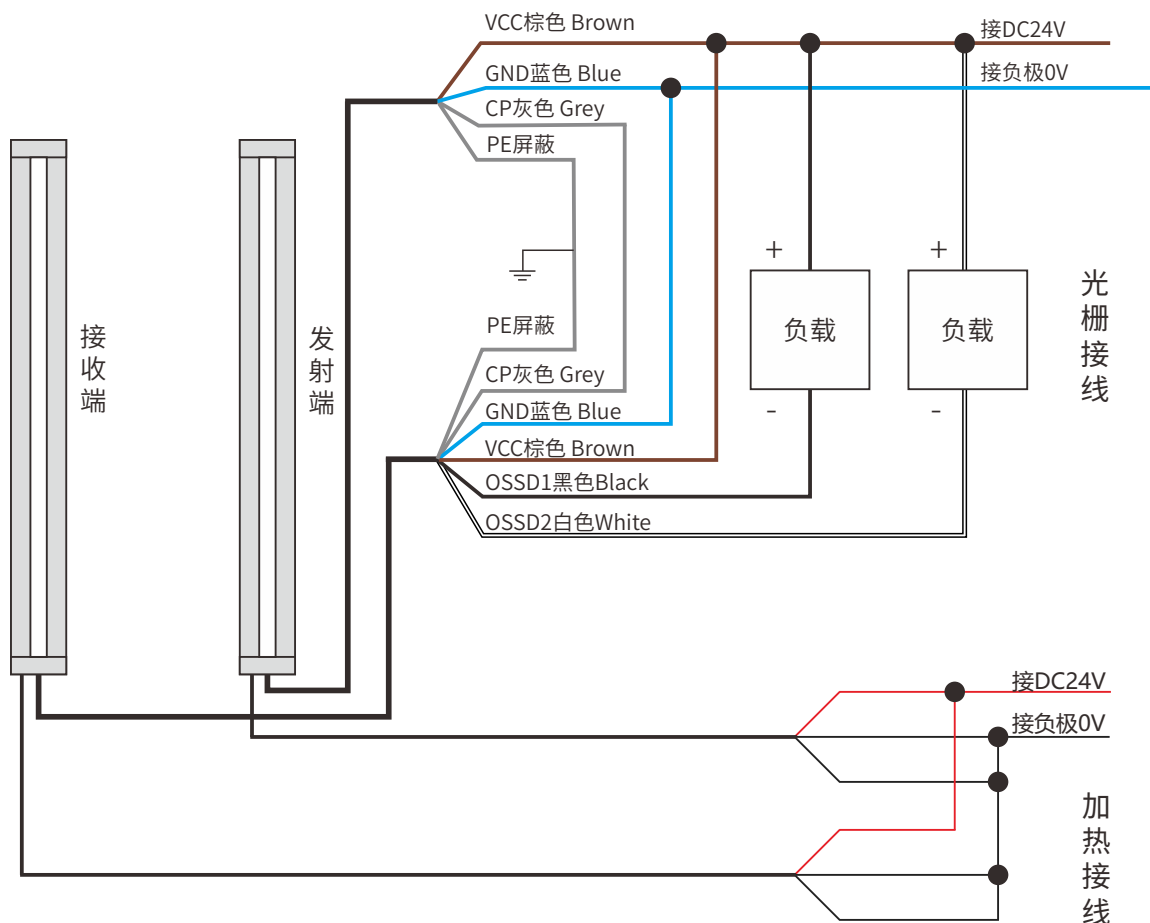 VCC棕色 Brown
接DC24V
GND蓝色 Blue
接负极0V
CP灰色 Grey
PE屏蔽
接收端
发射端
+
+
负载
负载
-
-
光栅接线
PE屏蔽
CP灰色 Grey
GND蓝色 Blue
VCC棕色 Brown
OSSD1黑色Black
OSSD2白色White
接DC24V
接负极0V
加热接线